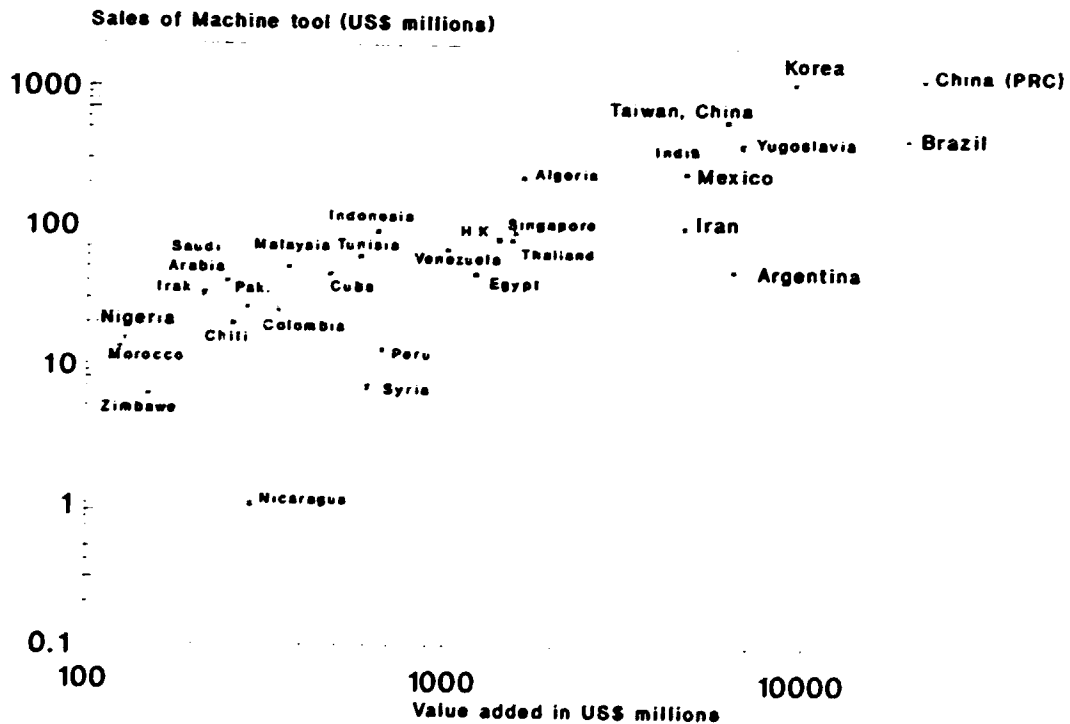 Sales of Machine tool (US$ millions)
Korea
1000
China (PRC)
Taiwan, China
India
Yugoslavia
Brazil
Algeria
Mexico
Indonesia
100
H K
Singapore
Iran
Saudi
Arabia
Malaysia
Tunisia
Venezuela
Thailand
Irak
Pak.
Cuba
Egypt
Argentina
Nigeria
Chili
Colombia
Morocco
10
Peru
Syria
Zimbawe
1
Nicaragua
0.1
100
1000
10000
Value added in US$ millions